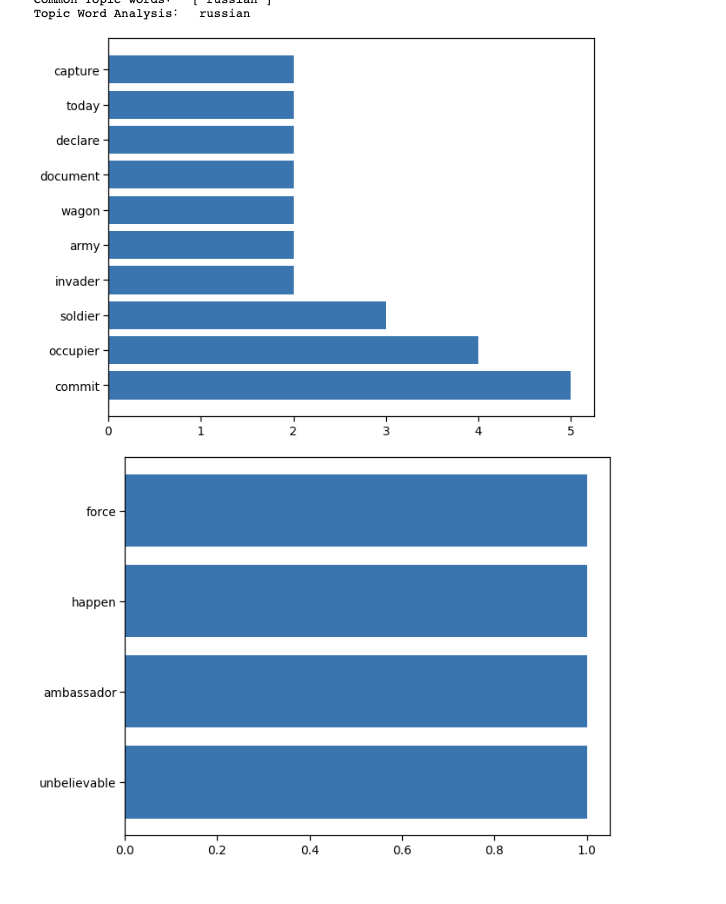 Common Topic Words: ['russian']
Topic Word Analysis: russian
capture
today
declare
document
wagon
army
invader
soldier
occupier
commit
0 1 2 3 4 5
force
happen
ambassador
unbelievable
0.0 0.2 0.4 0.6 0.8 1.0